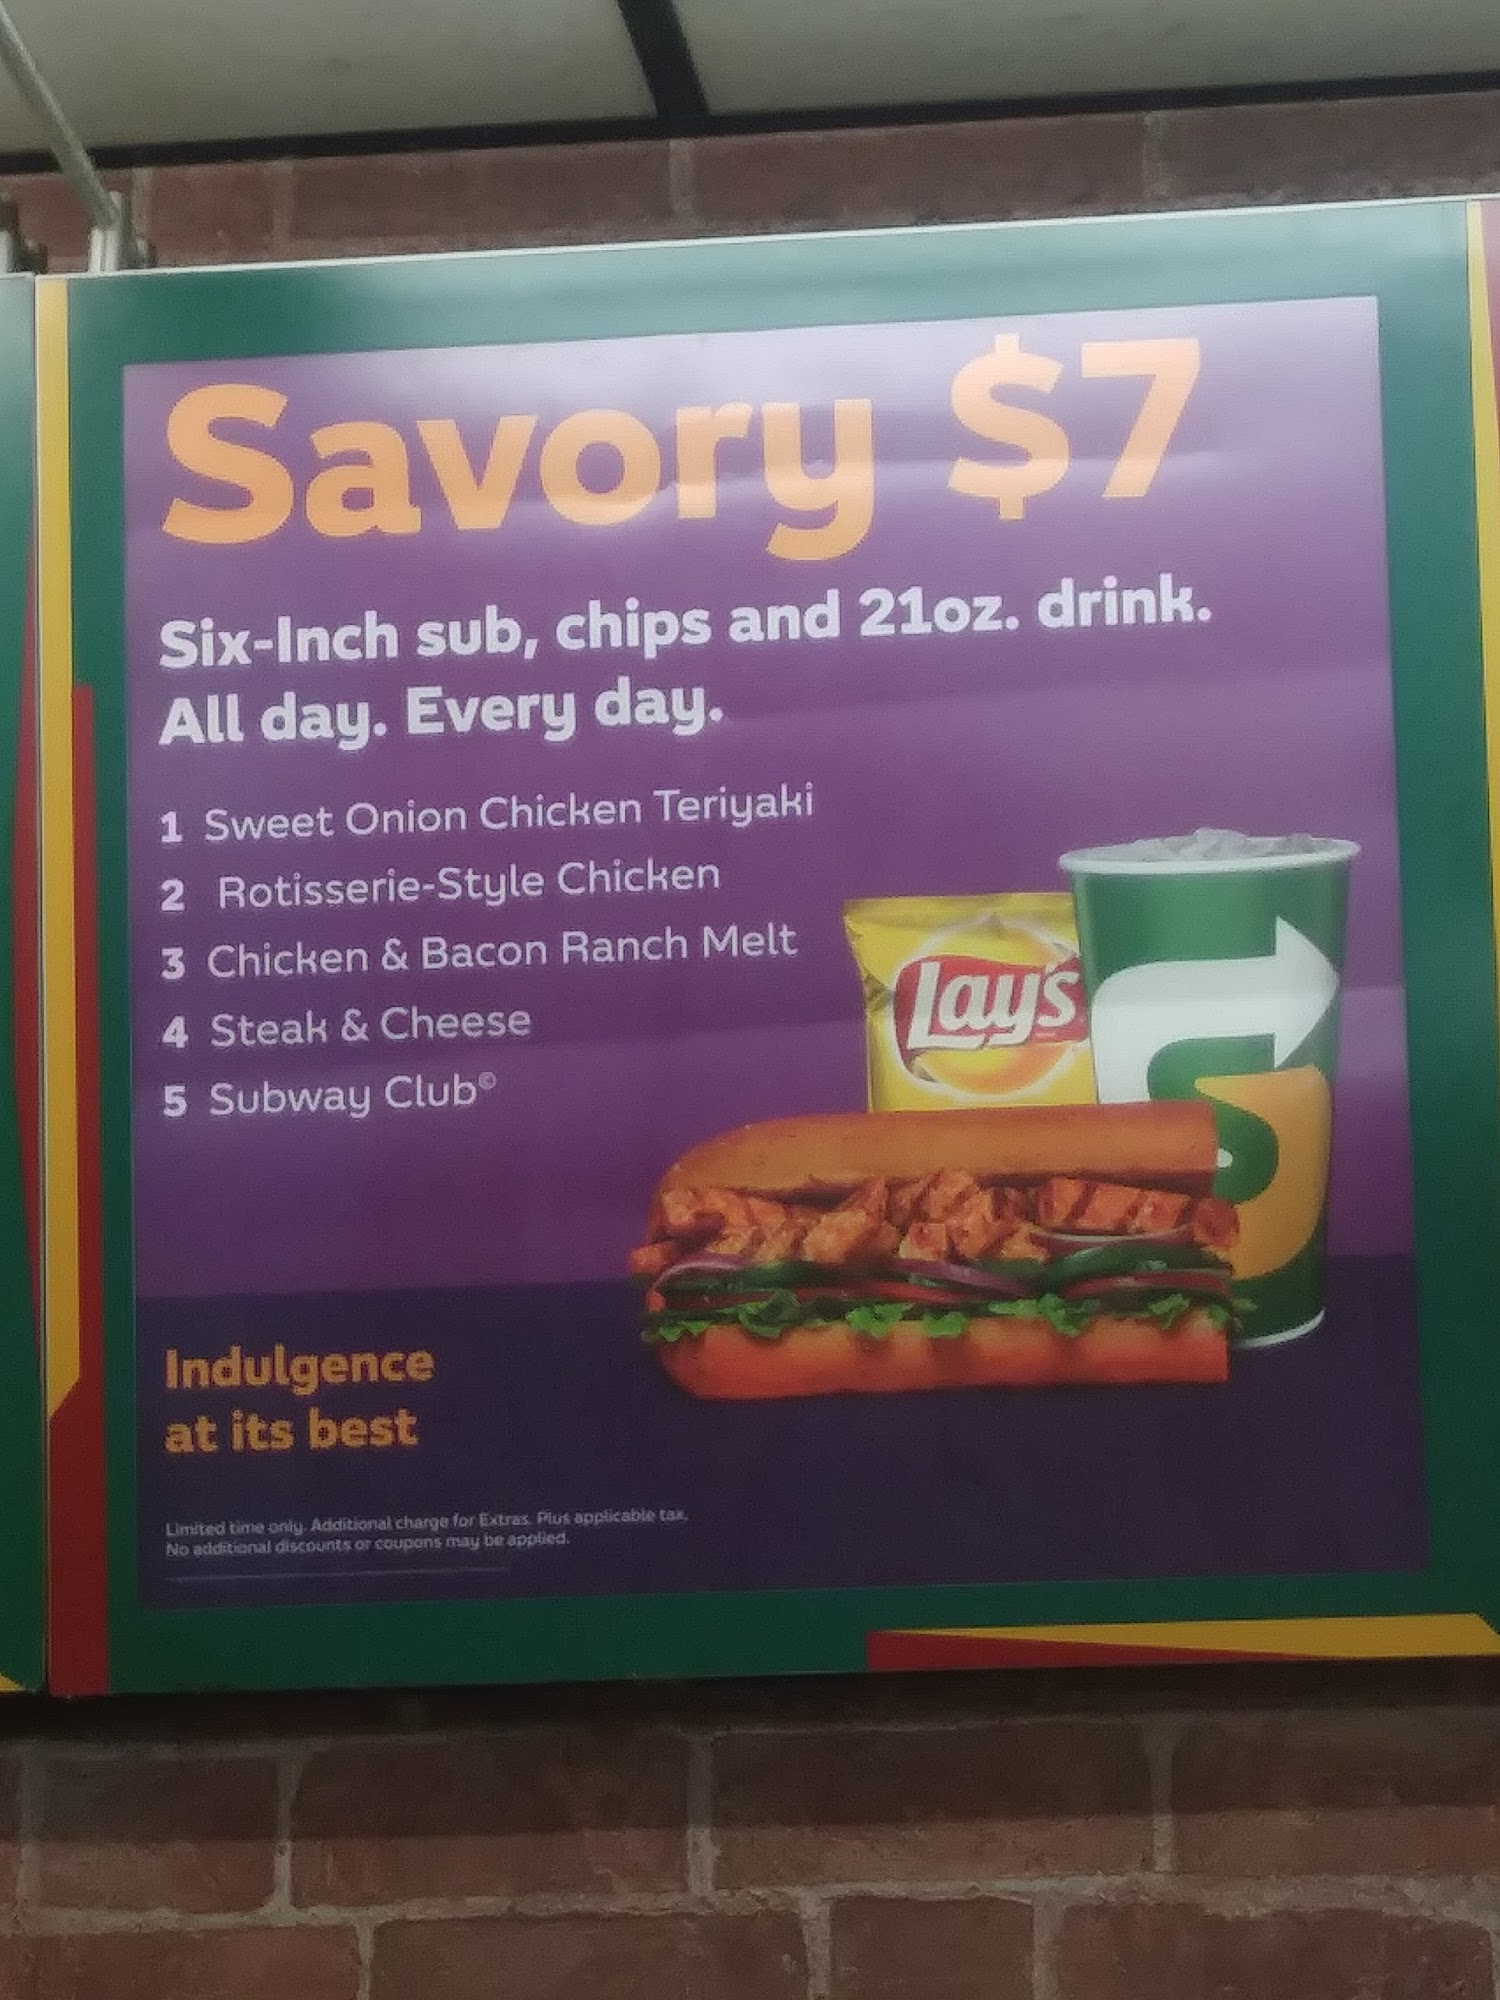 Savory $7
Six-Inch sub, chips and 21oz. drink.
All day. Every day.
1 Sweet Onion Chicken Teriyaki
2 Rotisserie-Style Chicken
3 Chicken & Bacon Ranch Melt
4 Steak & Cheese
5 Subway Club©
Lay's
Indulgence
at its best
Limited time only. Additional charge for Extras. Plus applicable tax.
No additional discounts or coupons may be applied.